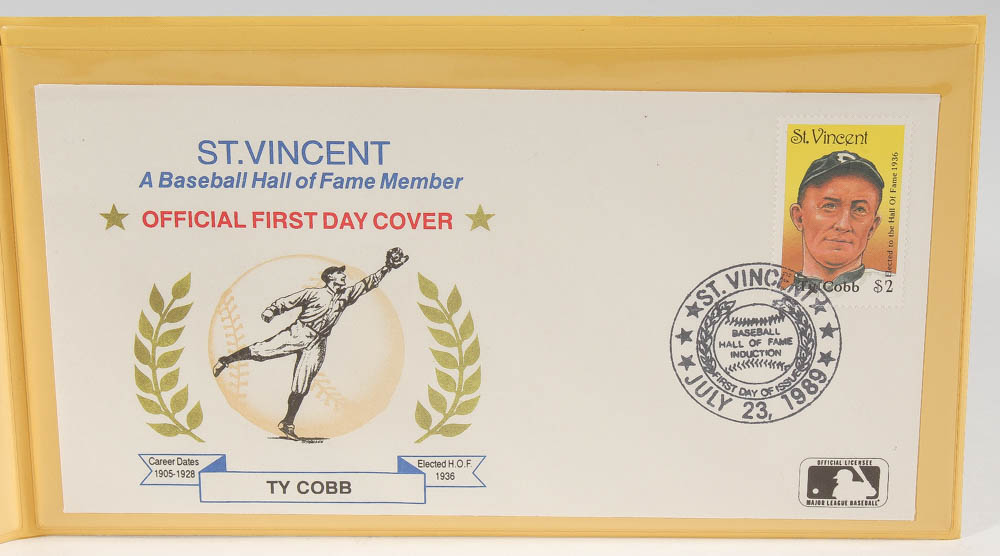 ST.VINCENT
A Baseball Hall of Fame Member
OFFICIAL FIRST DAY COVER
Career Dates
1905-1928
Elected H.O.F.
1936
TY COBB
St. Vincent
Elected to the Hall Of Fame 1936
Ty Cobb $2
ST. VINCENT
BASEBALL
HALL OF FAME
INDUCTION
FIRST DAY OF ISSUE
JULY 23, 1989
OFFICIAL LICENSEE
MAJOR LEAGUE BASEBALL